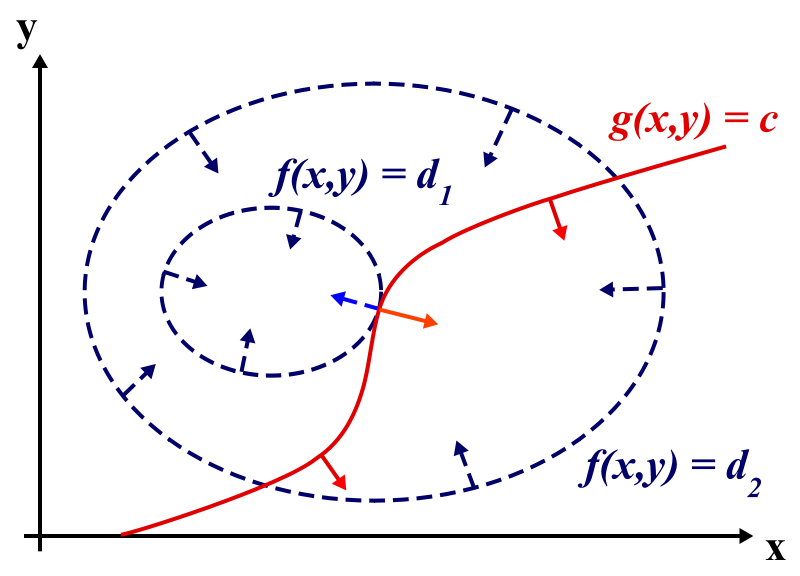 y
g(x,y) = c
f(x,y) = d₁
f(x,y) = d₂
x